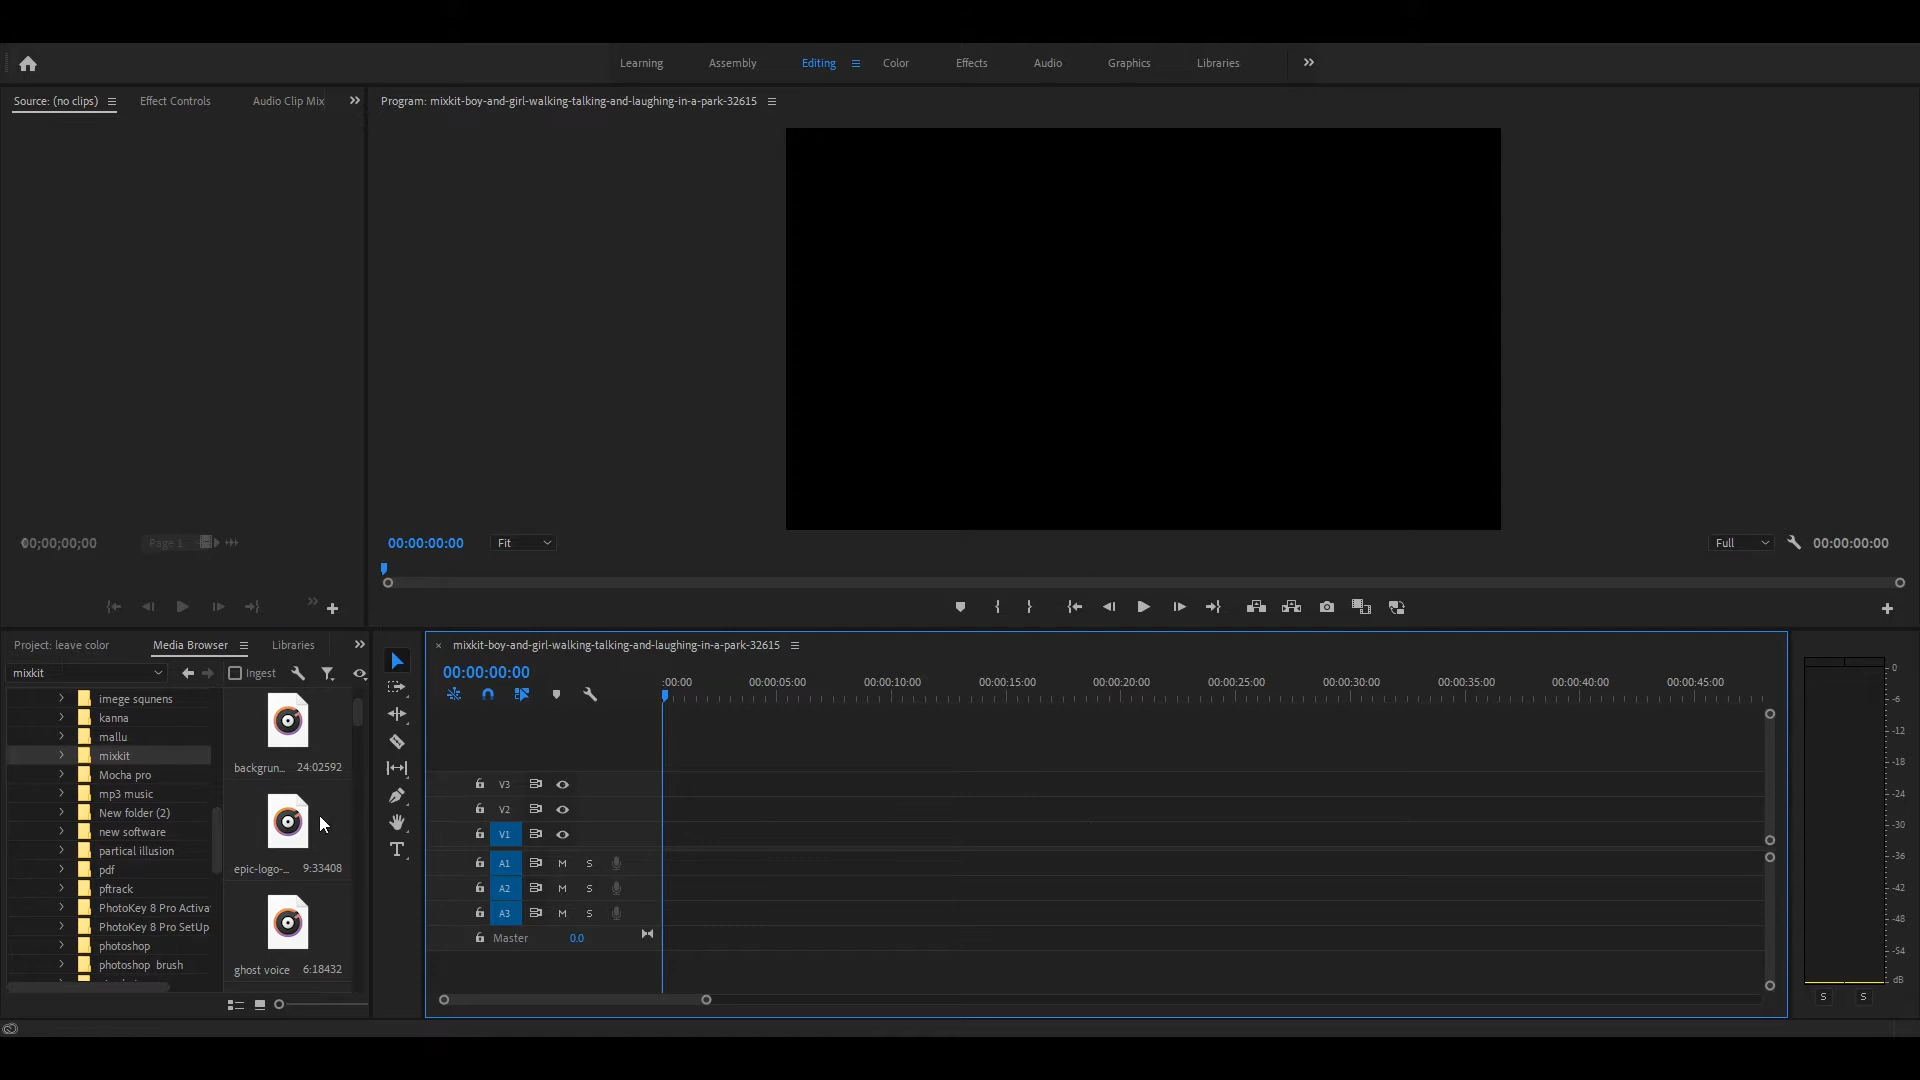 Learning
Assembly
Editing
Color
Effects
Audio
Graphics
Libraries
Source: (no clips)
Effect Controls
Audio Clip Mix
Program: mixkit-boy-and-girl-walking-talking-and-laughing-in-a-park-32615
00;00;00;00
Page 1
00:00:00:00
Fit
Full
00:00:00:00
Project: leave color
Media Browser
Libraries
mixkit
Ingest
imege squnens
kanna
mallu
mixkit
Mocha pro
mp3 music
New folder (2)
new software
partical illusion
pdf
pftrack
PhotoKey 8 Pro Activa
PhotoKey 8 Pro SetUp
photoshop
photoshop brush
backgrun... 24:02592
epic-logo-... 9:33408
ghost voice 6:18432
mixkit-boy-and-girl-walking-talking-and-laughing-in-a-park-32615
00:00:00:00
:00:00
00:00:05:00
00:00:10:00
00:00:15:00
00:00:20:00
00:00:25:00
00:00:30:00
00:00:35:00
00:00:40:00
00:00:45:00
V3
V2
V1
A1 M S
A2 M S
A3 M S
Master 0.0
0
-6
-12
-18
-24
-30
-36
-42
-48
-54
dB
S S